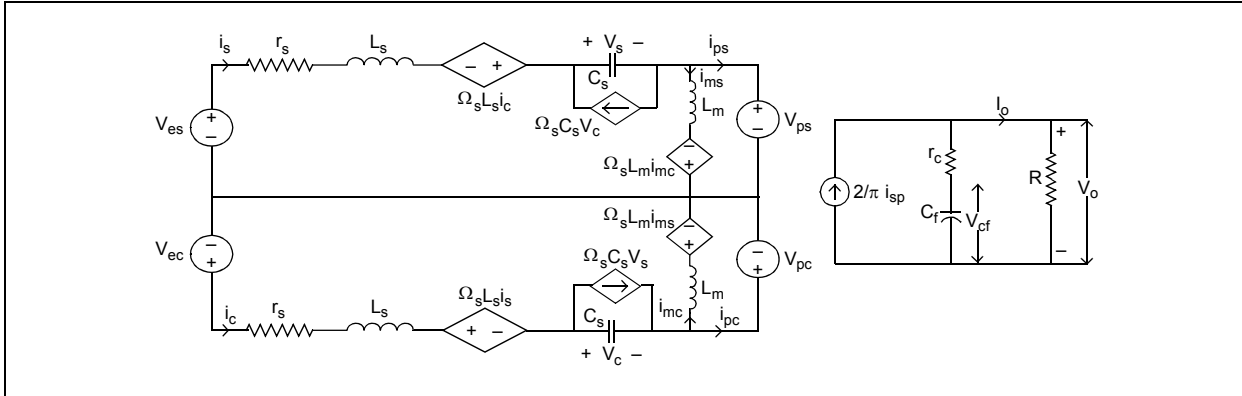 i_s r_s L_s − + Ω_sL_si_c + V_s − C_s Ω_sC_sV_c i_ps i_ms L_m
V_es + − Ω_sL_mi_mc − + + − V_ps
Ω_sL_mi_ms − +
V_ec − + Ω_sC_sV_s L_m − + V_pc
i_c r_s L_s Ω_sL_si_s + − C_s + V_c − i_mc i_pc
I_o
2/π i_sp r_c C_f V_cf R + − V_o